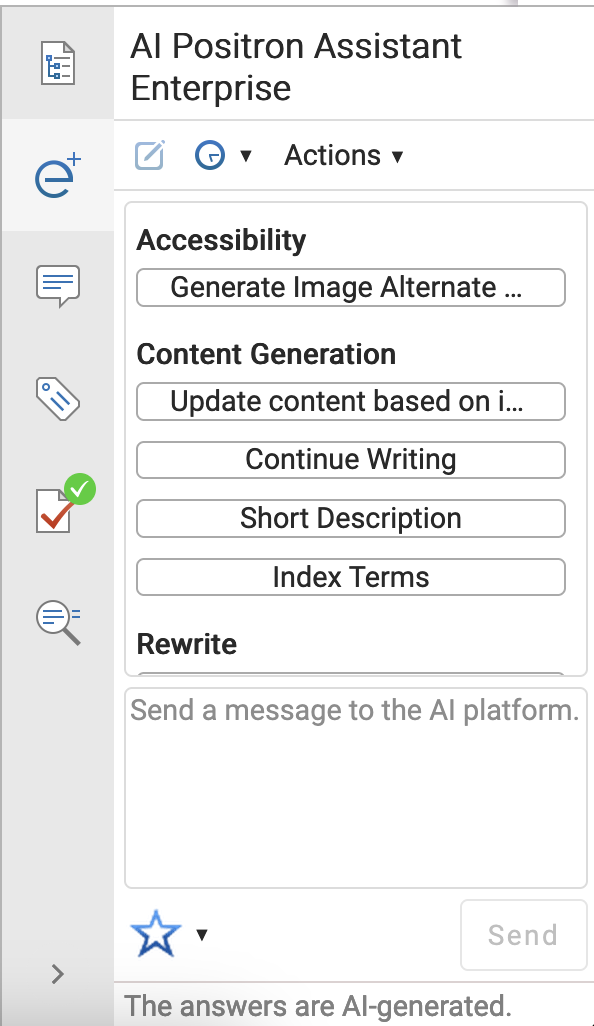 AI Positron Assistant
Enterprise
Actions
Accessibility
Generate Image Alternate ...
Content Generation
Update content based on i...
Continue Writing
Short Description
Index Terms
Rewrite
Send a message to the AI platform.
Send
The answers are AI-generated.